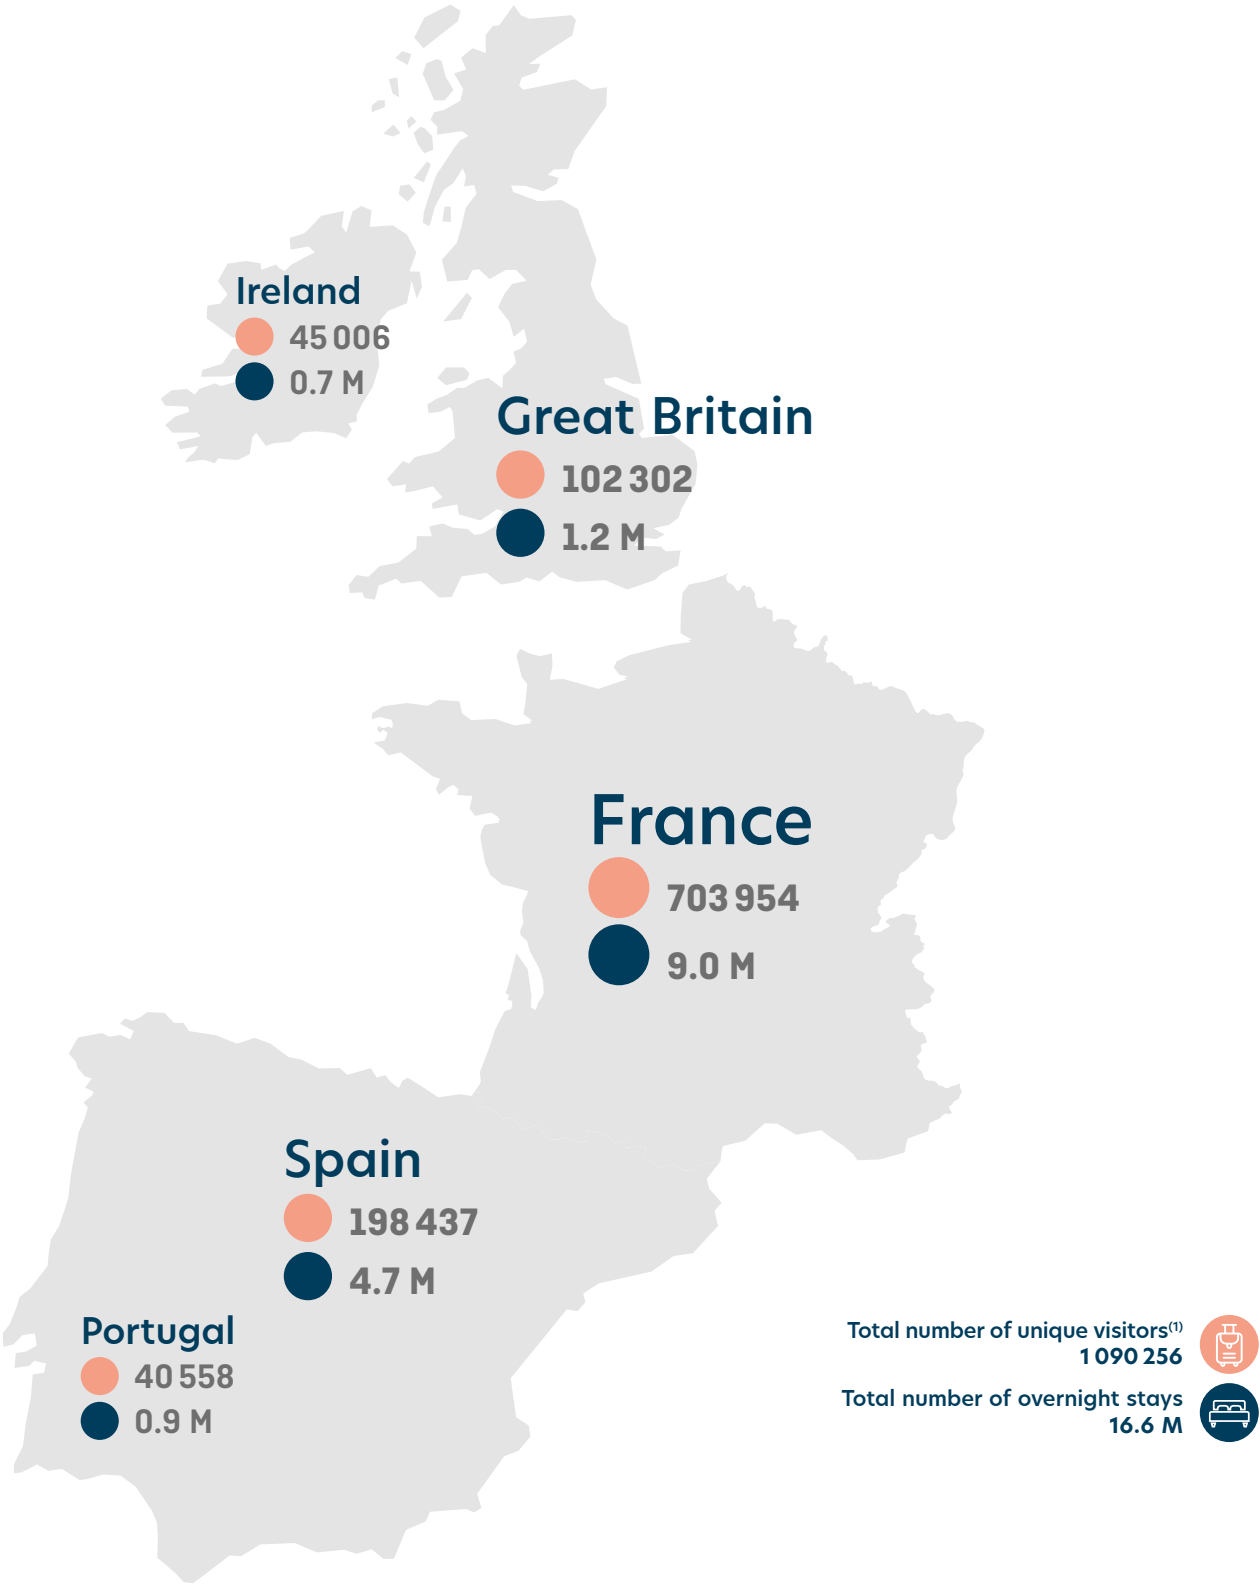 Ireland
45 006
0.7 M
Great Britain
102 302
1.2 M
France
703 954
9.0 M
Spain
198 437
4.7 M
Portugal
40 558
0.9 M
Total number of unique visitors(1)
1 090 256
Total number of overnight stays
16.6 M